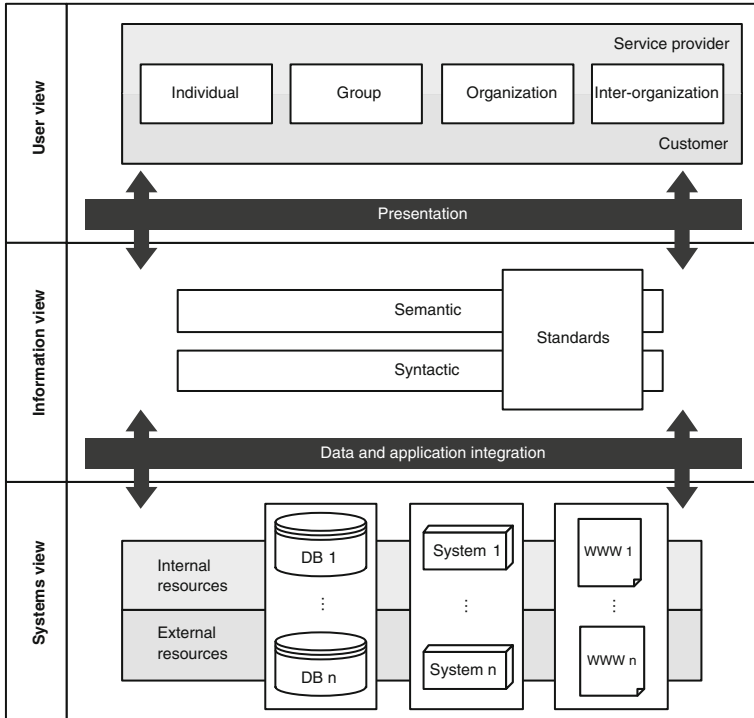 User view
Service provider
Individual
Group
Organization
Inter-organization
Customer
Presentation
Information view
Semantic
Syntactic
Standards
Data and application integration
Systems view
Internal
resources
External
resources
DB 1
⋮
DB n
System 1
⋮
System n
WWW 1
⋮
WWW n